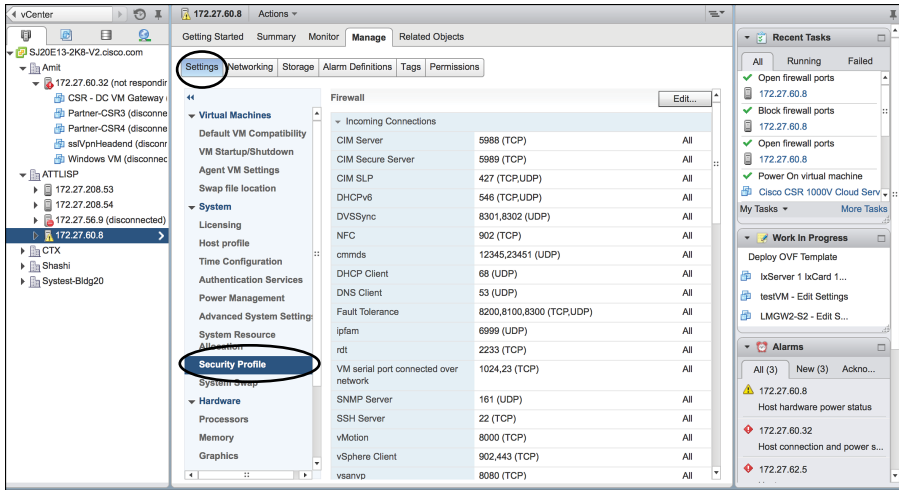 vCenter
SJ20E13-2K8-V2.cisco.com
Amit
172.27.60.32 (not respondir
CSR - DC VM Gateway
Partner-CSR3 (disconne
Partner-CSR4 (disconne
sslVpnHeadend (disconr
Windows VM (disconnec
ATTLISP
172.27.208.53
172.27.208.54
172.27.56.9 (disconnected)
172.27.60.8
CTX
Shashi
Systest-Bldg20
172.27.60.8 Actions
Getting Started Summary Monitor Manage Related Objects
Settings Networking Storage Alarm Definitions Tags Permissions
Virtual Machines
Default VM Compatibility
VM Startup/Shutdown
Agent VM Settings
Swap file location
System
Licensing
Host profile
Time Configuration
Authentication Services
Power Management
Advanced System Settings
System Resource
Allocation
Security Profile
System Swap
Hardware
Processors
Memory
Graphics
Firewall Edit...
Incoming Connections
CIM Server 5988 (TCP) All
CIM Secure Server 5989 (TCP) All
CIM SLP 427 (TCP,UDP) All
DHCPv6 546 (TCP,UDP) All
DVSSync 8301,8302 (UDP) All
NFC 902 (TCP) All
cmmds 12345,23451 (UDP) All
DHCP Client 68 (UDP) All
DNS Client 53 (UDP) All
Fault Tolerance 8200,8100,8300 (TCP,UDP) All
ipfam 6999 (UDP) All
rdt 2233 (TCP) All
VM serial port connected over 1024,23 (TCP) All
network
SNMP Server 161 (UDP) All
SSH Server 22 (TCP) All
vMotion 8000 (TCP) All
vSphere Client 902,443 (TCP) All
vsanvp 8080 (TCP) All
Recent Tasks
All Running Failed
Open firewall ports
172.27.60.8
Block firewall ports
172.27.60.8
Open firewall ports
172.27.60.8
Power On virtual machine
Cisco CSR 1000V Cloud Serv
My Tasks More Tasks
Work In Progress
Deploy OVF Template
IxServer 1 IxCard 1...
testVM - Edit Settings
LMGW2-S2 - Edit S...
Alarms
All (3) New (3) Ackno...
172.27.60.8
Host hardware power status
172.27.60.32
Host connection and power s...
172.27.62.5